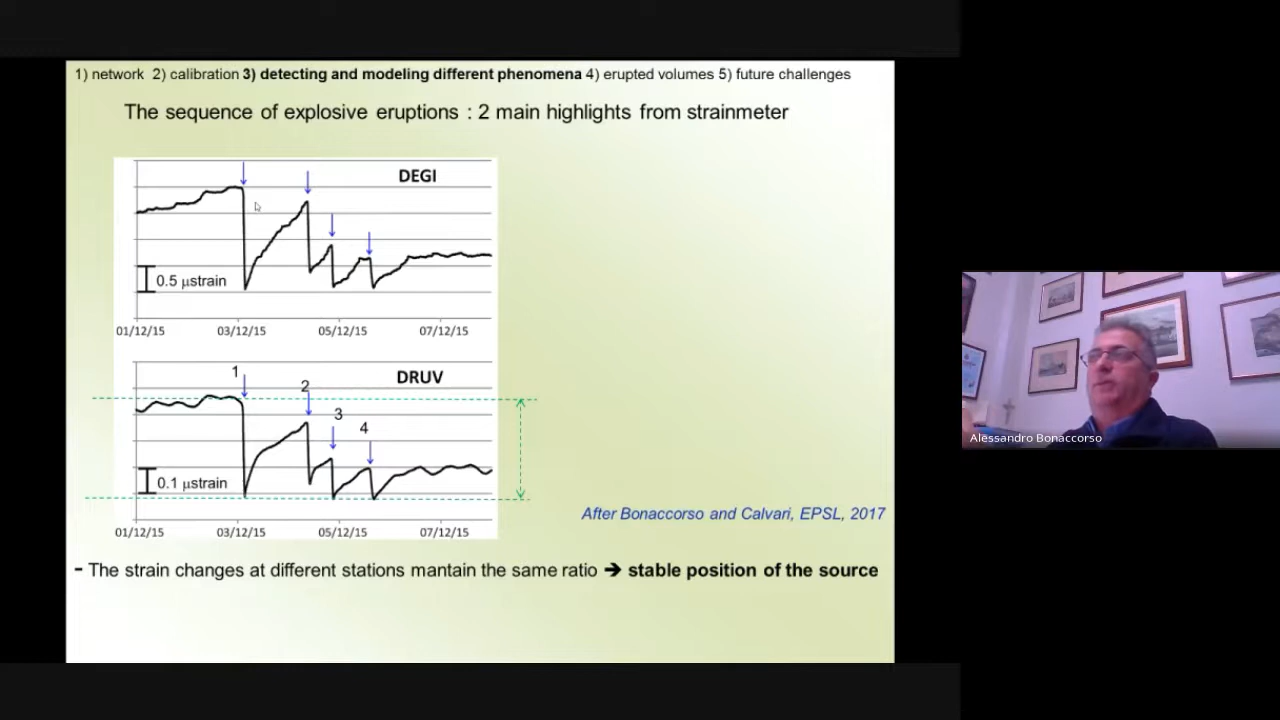 1) network 2) calibration 3) detecting and modeling different phenomena 4) erupted volumes 5) future challenges
The sequence of explosive eruptions : 2 main highlights from strainmeter
DEGI
0.5 μstrain
01/12/15 03/12/15 05/12/15 07/12/15
1
2
3
4
DRUV
0.1 μstrain
01/12/15 03/12/15 05/12/15 07/12/15
After Bonaccorso and Calvari, EPSL, 2017
- The strain changes at different stations mantain the same ratio ➔ stable position of the source
Alessandro Bonaccorso